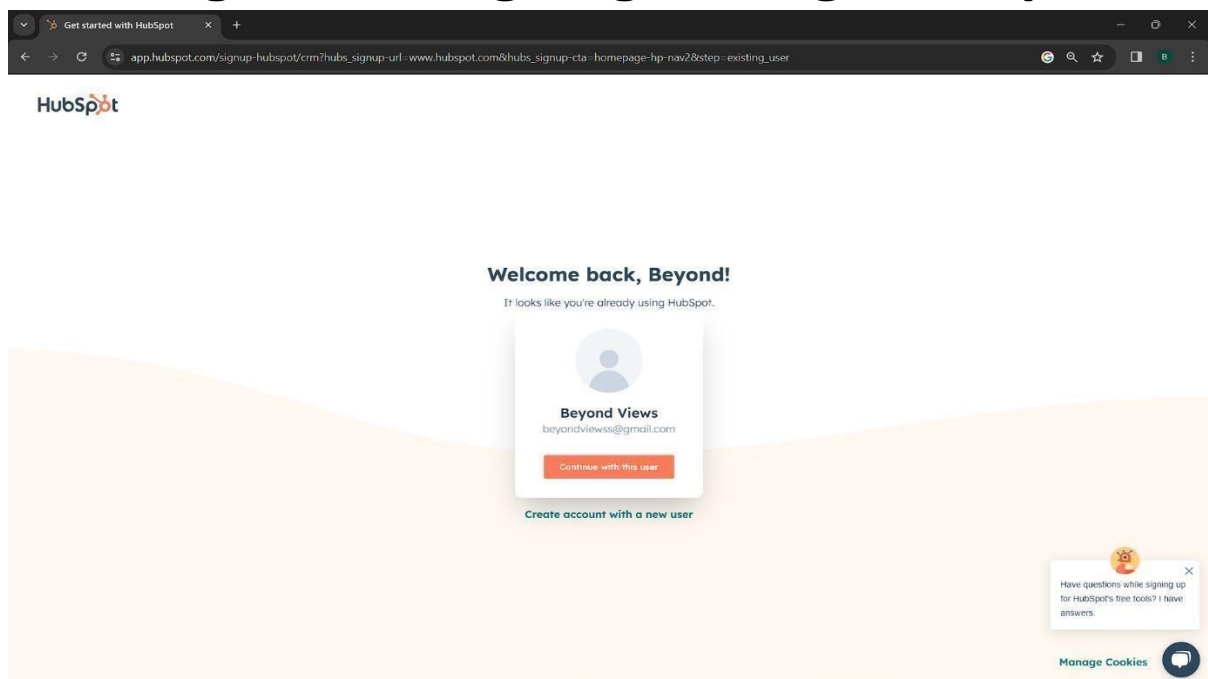 Get started with HubSpot
app.hubspot.com/signup-hubspot/crm?hubs_signup-url=www.hubspot.com&hubs_signup-cta=homepage-hp-nav2&step=existing_user
B
HubSpot
Welcome back, Beyond!
It looks like you're already using HubSpot.
Beyond Views
beyondviewss@gmail.com
Continue with this user
Create account with a new user
Have questions while signing up
for HubSpot's free tools? I have
answers.
Manage Cookies